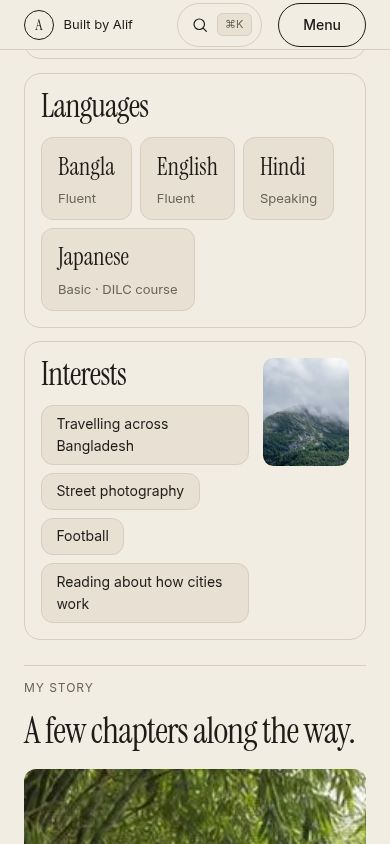 A
Built by Alif
⌘K
Menu
Languages
Bangla
Fluent
English
Fluent
Hindi
Speaking
Japanese
Basic · DILC course
Interests
Travelling across
Bangladesh
Street photography
Football
Reading about how cities
work
MY STORY
A few chapters along the way.